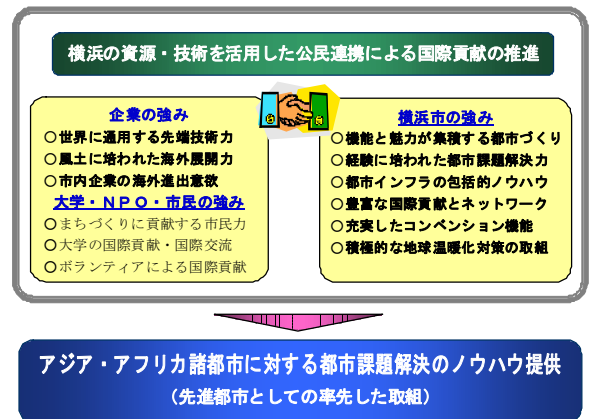 横浜の資源・技術を活用した公民連携による国際貢献の推進
企業の強み
○世界に通用する先端技術力
○風土に培われた海外展開力
○市内企業の海外進出意欲
大学・ＮＰＯ・市民の強み
○まちづくりに貢献する市民力
○大学の国際貢献・国際交流
○ボランティアによる国際貢献
横浜市の強み
○機能と魅力が集積する都市づくり
○経験に培われた都市課題解決力
○都市インフラの包括的ノウハウ
○豊富な国際貢献とネットワーク
○充実したコンベンション機能
○積極的な地球温暖化対策の取組
アジア・アフリカ諸都市に対する都市課題解決のノウハウ提供
（先進都市としての率先した取組）